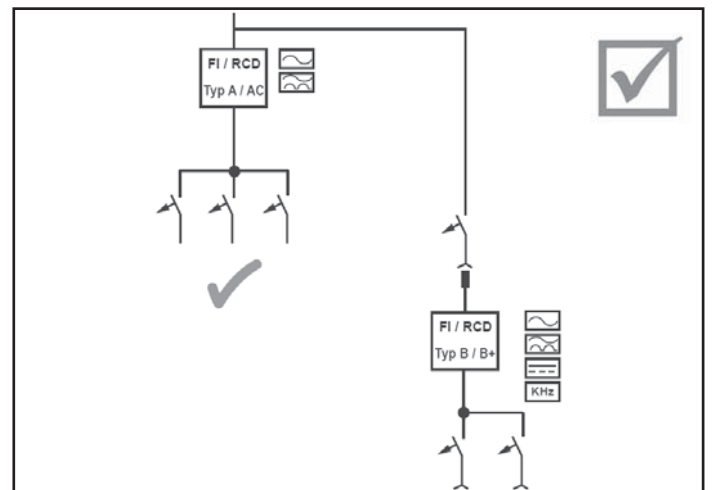 FI / RCD
Typ A / AC
FI / RCD
Typ B / B+
KHz